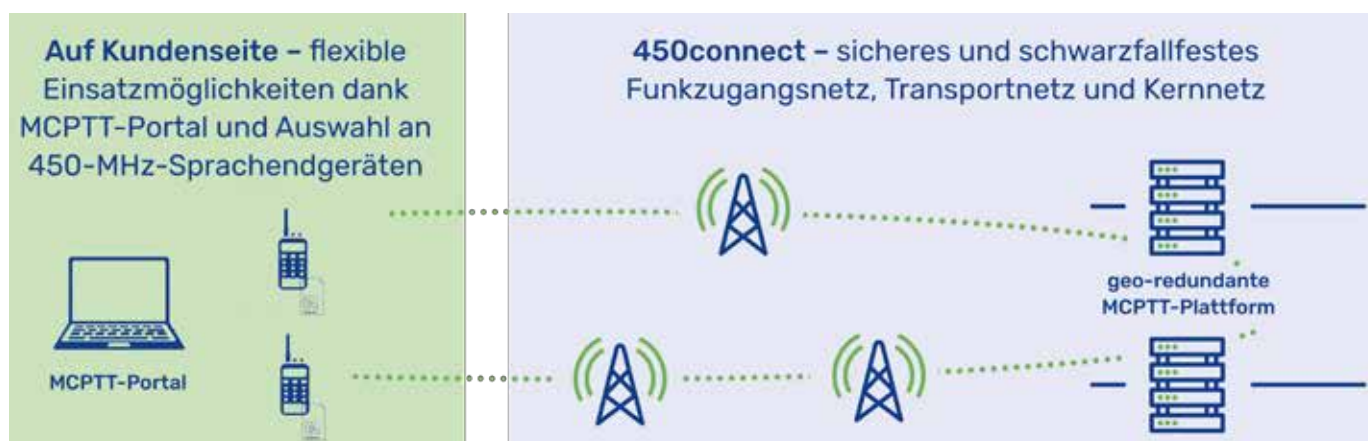 Auf Kundenseite – flexible
Einsatzmöglichkeiten dank
MCPTT-Portal und Auswahl an
450-MHz-Sprachendgeräten
MCPTT-Portal
450connect – sicheres und schwarzfallfestes
Funkzugangsnetz, Transportnetz und Kernnetz
geo-redundante
MCPTT-Plattform